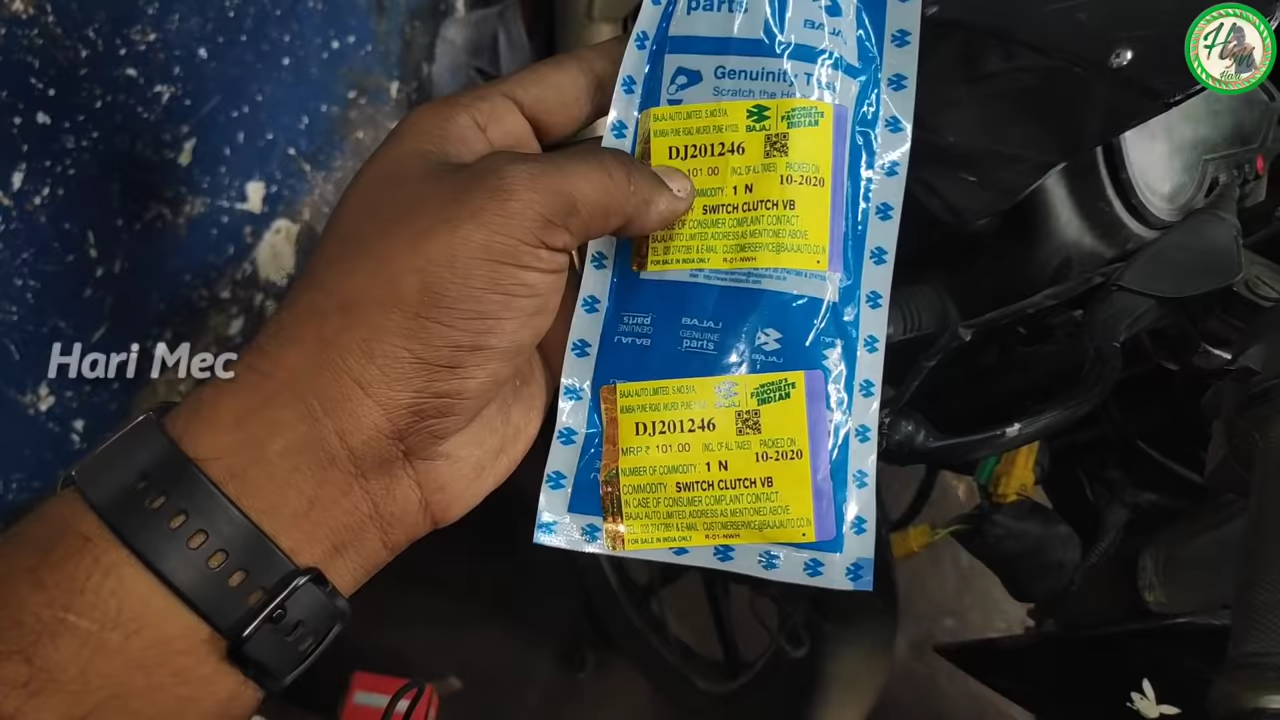 parts
BAJAJ
Genuinity
Scratch the
BAJAJ AUTO LIMITED, S.NO.51A,
MUMBAI PUNE ROAD, AKURDI, PUNE
BAJAJ
THE WORLD'S
FAVOURITE
INDIAN
DJ201246
101.00 (INCL OF ALL TAXES) PACKED ON
10-2020
1 N
SWITCH CLUTCH VB
OF CONSUMER COMPLAINT CONTACT
BAJAJ AUTO LIMITED, ADDRESS AS MENTIONED ABOVE
TEL. 020 27472851 & E-MAIL : CUSTOMERSERVICE@BAJAJAUTO.CO.IN
FOR SALE IN INDIA ONLY R-01-NWH
GENUINE
parts
BAJAJ
BAJAJ
GENUINE
parts
BAJAJ
BAJAJ AUTO LIMITED, S.NO.51A,
MUMBAI PUNE ROAD, AKURDI, PUNE
BAJAJ
THE WORLD'S
FAVOURITE
INDIAN
DJ201246
MRP ₹ 101.00 (INCL OF ALL TAXES) PACKED ON :
10-2020
NUMBER OF COMMODITY : 1 N
COMMODITY : SWITCH CLUTCH VB
IN CASE OF CONSUMER COMPLAINT CONTACT :
BAJAJ AUTO LIMITED, ADDRESS AS MENTIONED ABOVE
TEL. 020 27472851 & E-MAIL : CUSTOMERSERVICE@BAJAJAUTO.CO.IN
FOR SALE IN INDIA ONLY R-01-NWH
Hari Mec
Hari